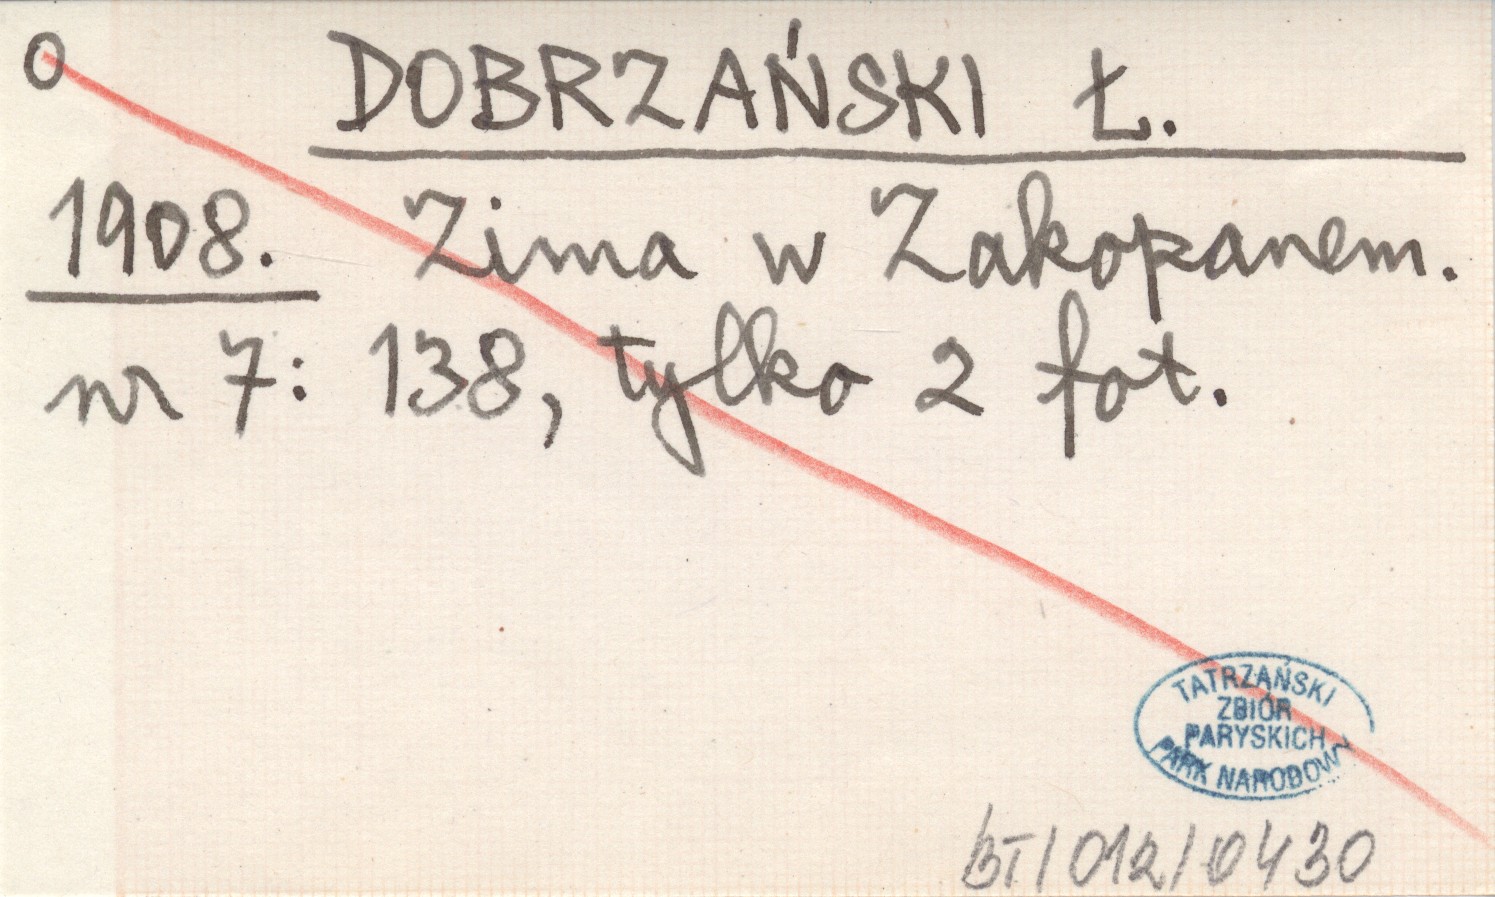 O DOBRZAŃSKI Ł.
1908. Zima w Zakopanem.
nr 7: 138, tylko 2 fot.
TATRZAŃSKI
ZBIÓR
PARYSKICH
PARK NARODOWY
BT/012/0430